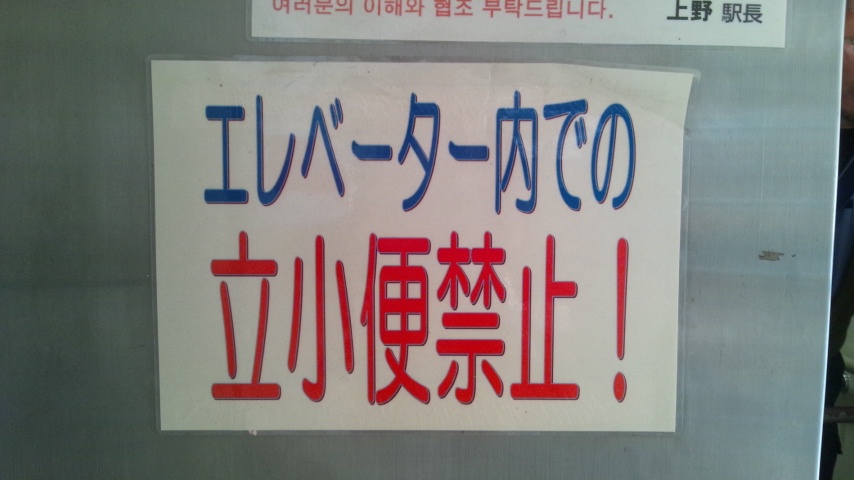 여러분의 이해와 협조 부탁드립니다.
上野 駅長
エレベーター内での
立小便禁止！